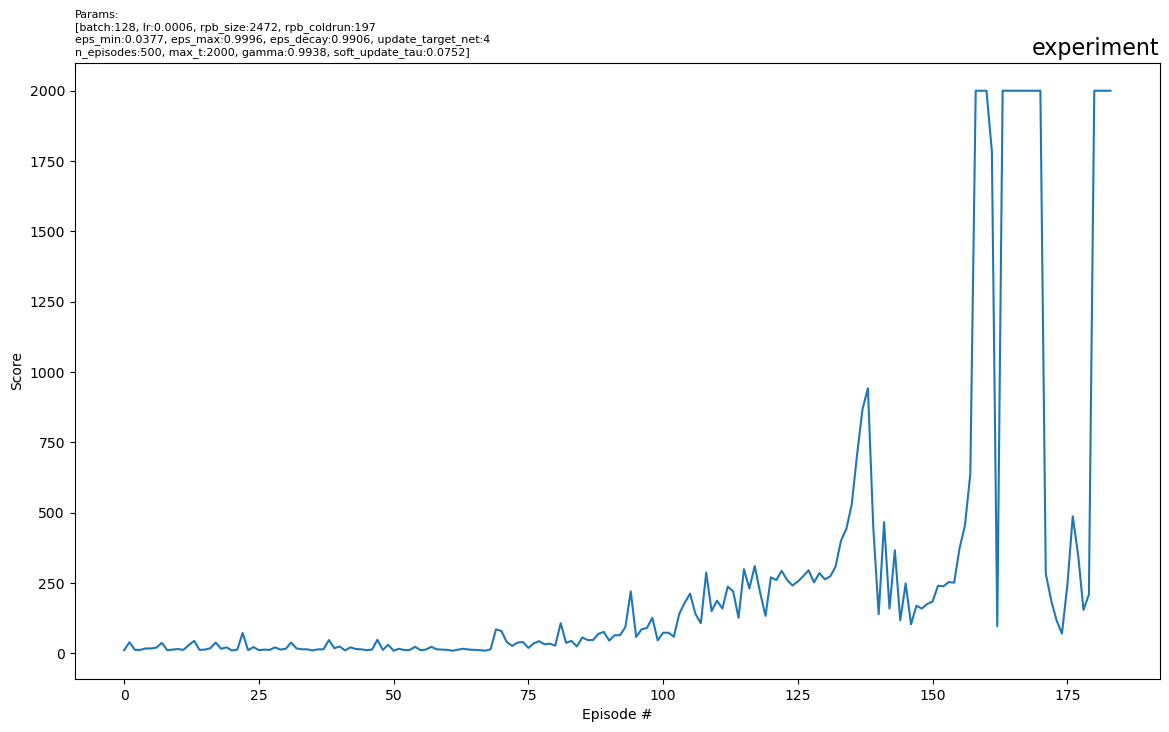 Params:
[batch:128, lr:0.0006, rpb_size:2472, rpb_coldrun:197
eps_min:0.0377, eps_max:0.9996, eps_decay:0.9906, update_target_net:4
n_episodes:500, max_t:2000, gamma:0.9938, soft_update_tau:0.0752]
experiment
2000
1750
1500
1250
1000
750
500
250
0
Score
0
25
50
75
100
125
150
175
Episode #